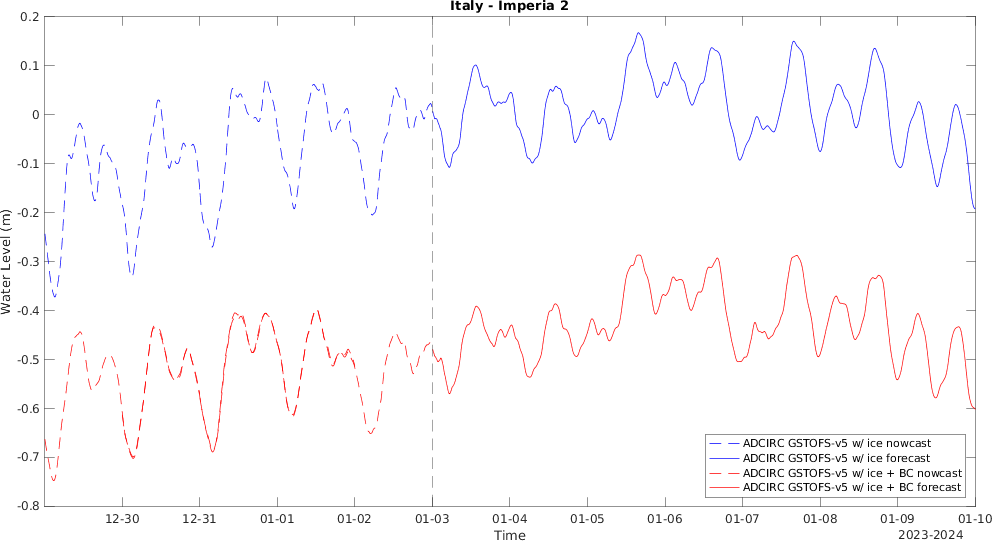 Italy - Imperia 2
0.2
0.1
0
-0.1
-0.2
-0.3
-0.4
-0.5
-0.6
-0.7
-0.8
Water Level (m)
12-30 12-31 01-01 01-02 01-03 01-04 01-05 01-06 01-07 01-08 01-09 01-10
Time
2023-2024
ADCIRC GSTOFS-v5 w/ ice nowcast
ADCIRC GSTOFS-v5 w/ ice forecast
ADCIRC GSTOFS-v5 w/ ice + BC nowcast
ADCIRC GSTOFS-v5 w/ ice + BC forecast